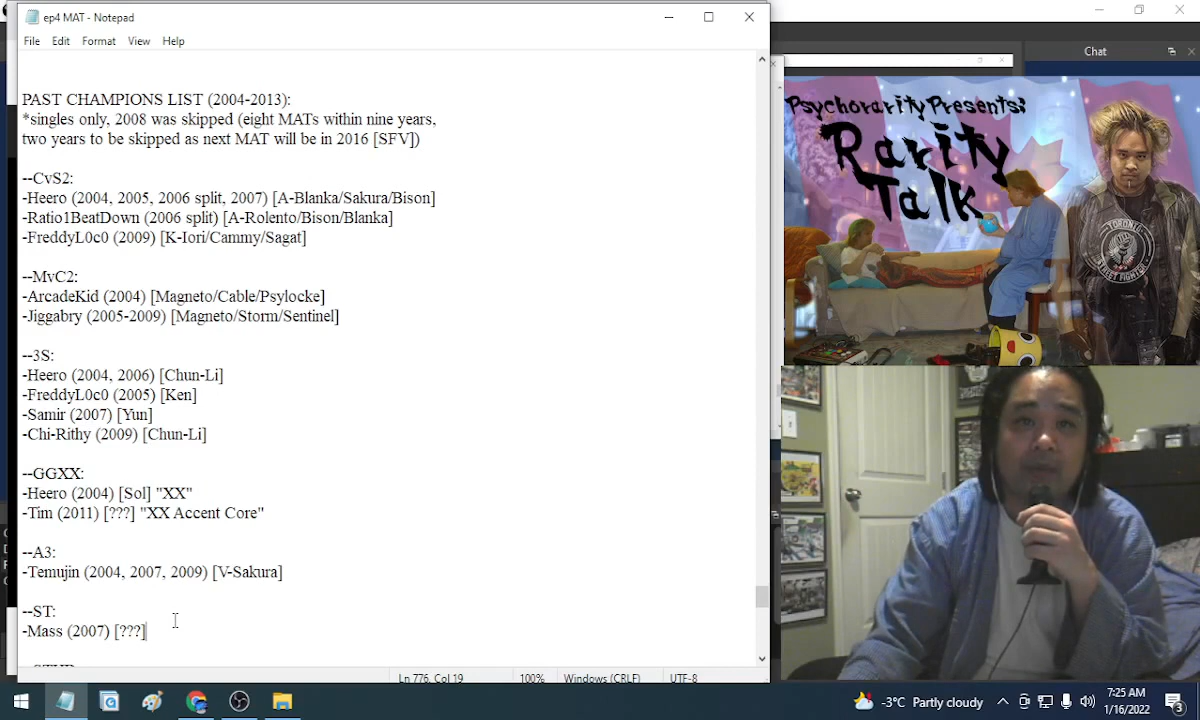 ep4 MAT - Notepad
File Edit Format View Help
PAST CHAMPIONS LIST (2004-2013):
*singles only, 2008 was skipped (eight MATs within nine years,
two years to be skipped as next MAT will be in 2016 [SFV])
--CvS2:
-Heero (2004, 2005, 2006 split, 2007) [A-Blanka/Sakura/Bison]
-Ratio1BeatDown (2006 split) [A-Rolento/Bison/Blanka]
-FreddyL0c0 (2009) [K-Iori/Cammy/Sagat]
--MvC2:
-ArcadeKid (2004) [Magneto/Cable/Psylocke]
-Jiggabry (2005-2009) [Magneto/Storm/Sentinel]
--3S:
-Heero (2004, 2006) [Chun-Li]
-FreddyL0c0 (2005) [Ken]
-Samir (2007) [Yun]
-Chi-Rithy (2009) [Chun-Li]
--GGXX:
-Heero (2004) [Sol] "XX"
-Tim (2011) [???] "XX Accent Core"
--A3:
-Temujin (2004, 2007, 2009) [V-Sakura]
--ST:
-Mass (2007) [???]
Ln 776, Col 19 100% Windows (CRLF) UTF-8
Chat
PsychorarityPresents:
Rarity
Talk
TORONTO
STREET FIGHTER
-3°C Partly cloudy
7:25 AM
1/16/2022
3